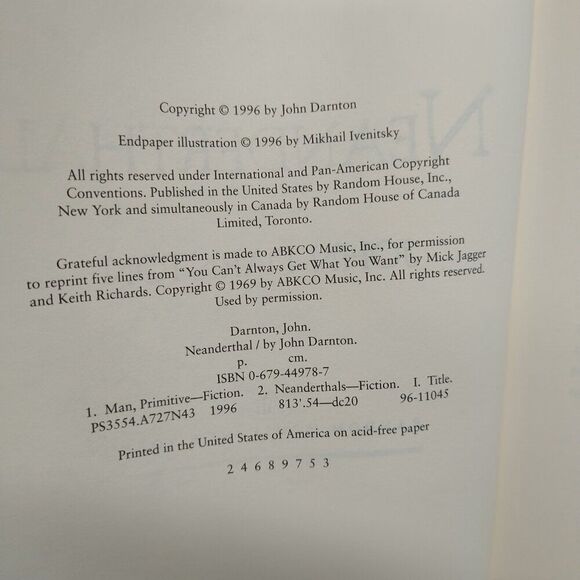 Copyright © 1996 by John Darnton
Endpaper illustration © 1996 by Mikhail Ivenitsky
All rights reserved under International and Pan-American Copyright
Conventions. Published in the United States by Random House, Inc.,
New York and simultaneously in Canada by Random House of Canada
Limited, Toronto.
Grateful acknowledgment is made to ABKCO Music, Inc., for permission
to reprint five lines from “You Can’t Always Get What You Want” by Mick Jagger
and Keith Richards. Copyright © 1969 by ABKCO Music, Inc. All rights reserved.
Used by permission.
Darnton, John.
Neanderthal / by John Darnton.
p. cm.
ISBN 0-679-44978-7
1. Man, Primitive—Fiction. 2. Neanderthals—Fiction. I. Title.
PS3554.A727N43 1996 813'.54—dc20 96-11045
Printed in the United States of America on acid-free paper
2 4 6 8 9 7 5 3